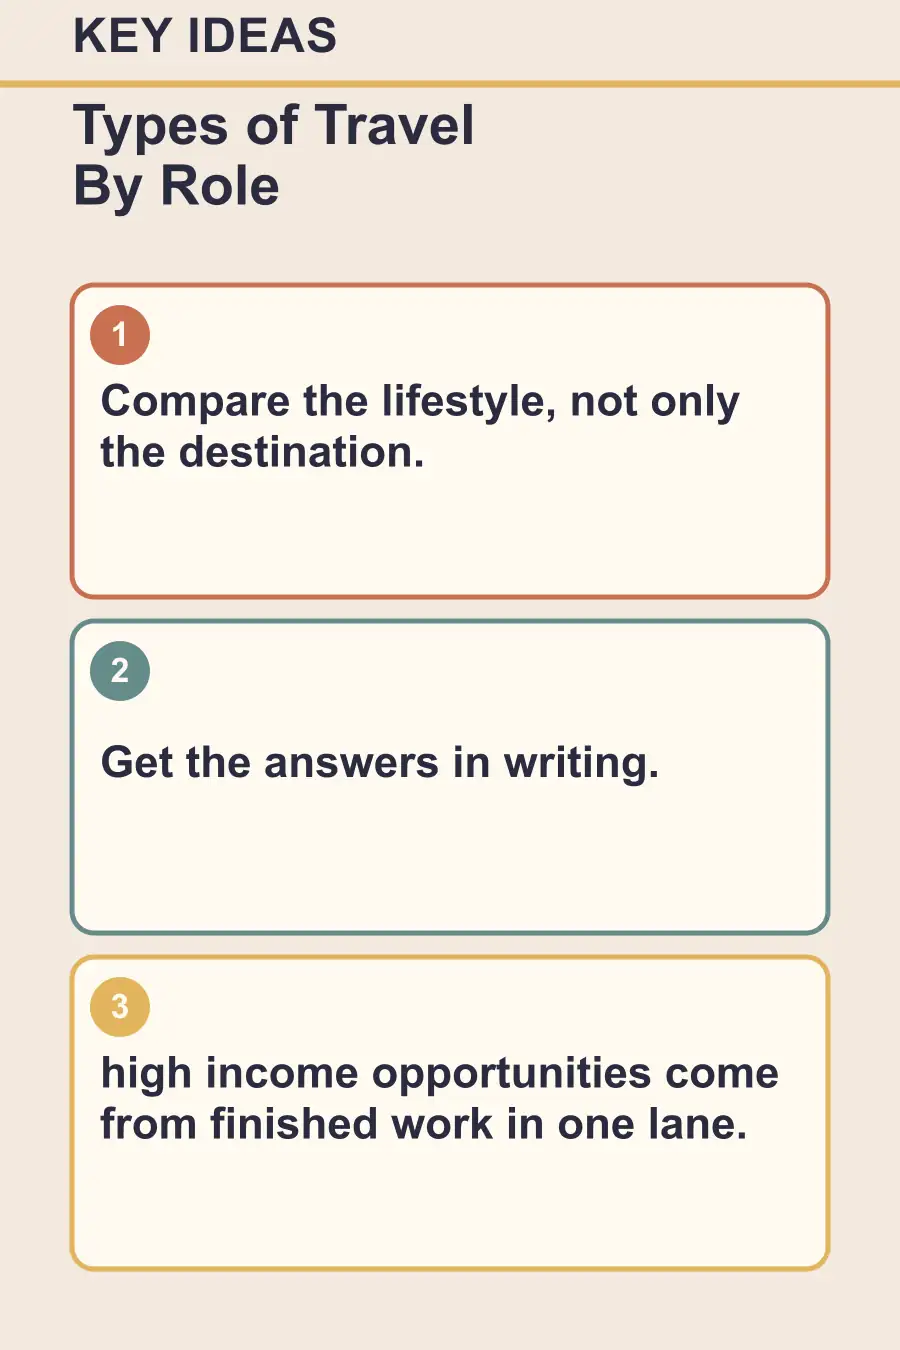 KEY IDEAS
Types of Travel
By Role
1
Compare the lifestyle, not only
the destination.
2
Get the answers in writing.
3
high income opportunities come
from finished work in one lane.